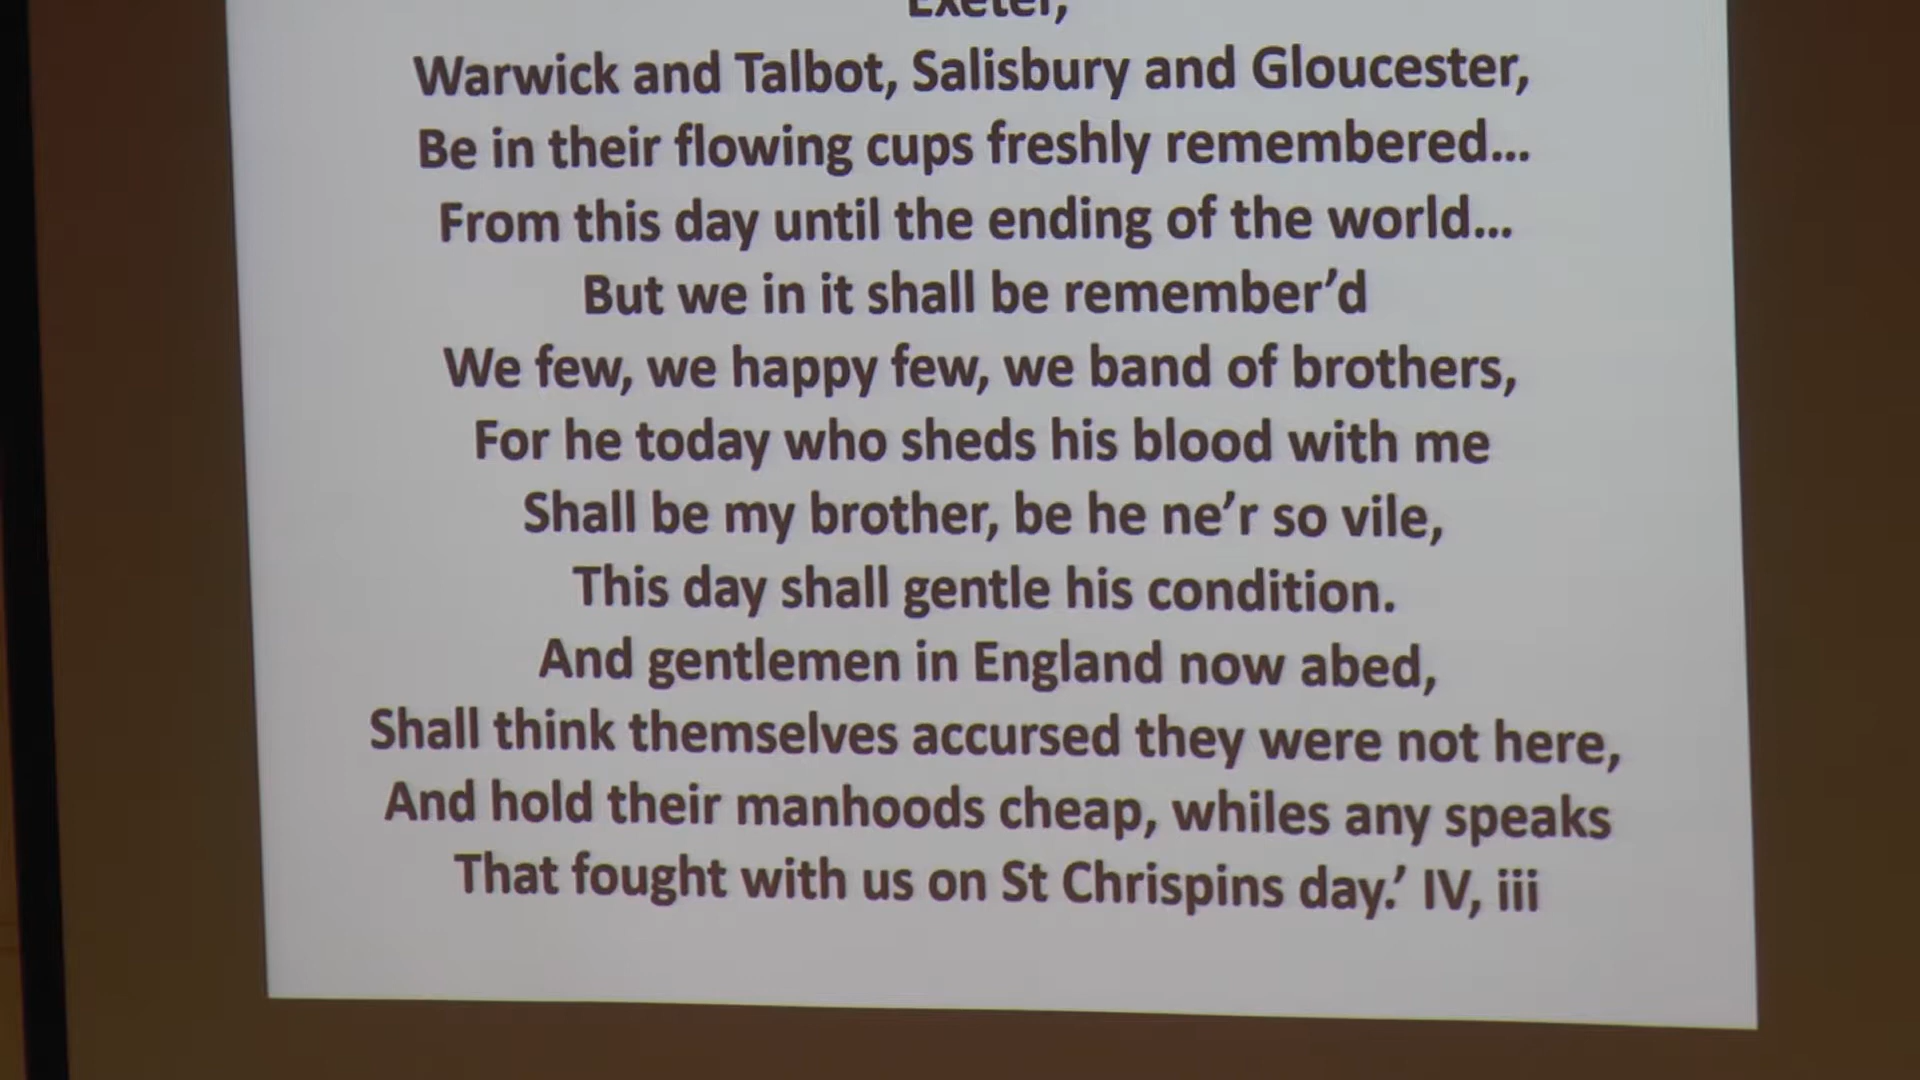 Exeter,
Warwick and Talbot, Salisbury and Gloucester,
Be in their flowing cups freshly remembered...
From this day until the ending of the world...
But we in it shall be remember’d
We few, we happy few, we band of brothers,
For he today who sheds his blood with me
Shall be my brother, be he ne’r so vile,
This day shall gentle his condition.
And gentlemen in England now abed,
Shall think themselves accursed they were not here,
And hold their manhoods cheap, whiles any speaks
That fought with us on St Chrispins day.’ IV, iii